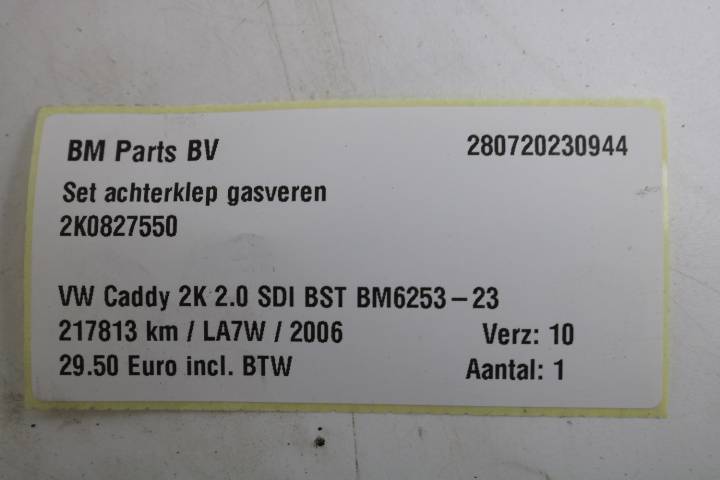 BM Parts BV 280720230944
Set achterklep gasveren
2K0827550
VW Caddy 2K 2.0 SDI BST BM6253-23
217813 km / LA7W / 2006 Verz: 10
29.50 Euro incl. BTW Aantal: 1